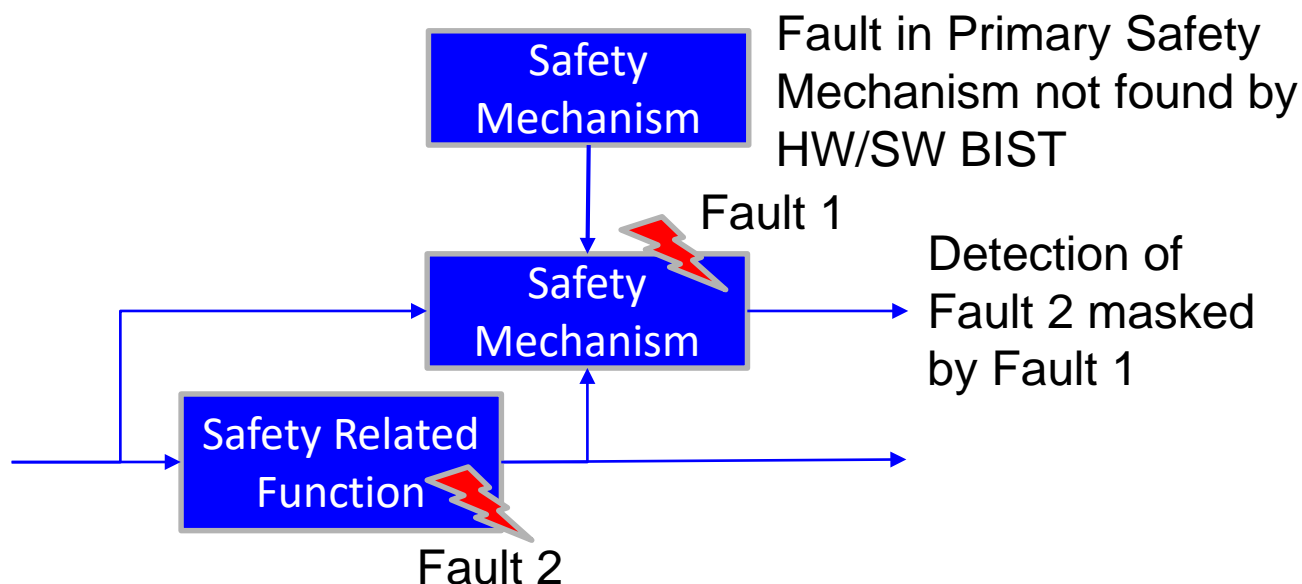 Safety
Mechanism
Fault in Primary Safety
Mechanism not found by
HW/SW BIST
Fault 1
Safety
Mechanism
Detection of
Fault 2 masked
by Fault 1
Safety Related
Function
Fault 2